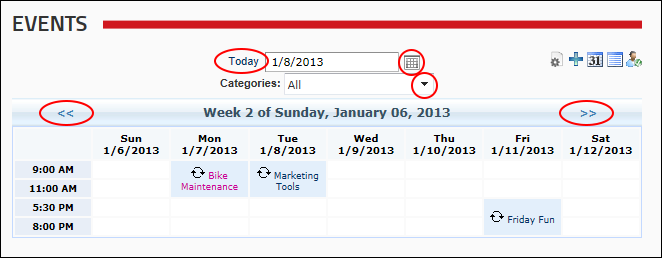 EVENTS
Today 1/8/2013
31
Categories: All
<< Week 2 of Sunday, January 06, 2013 >>
Sun Mon Tue Wed Thu Fri Sat
1/6/2013 1/7/2013 1/8/2013 1/9/2013 1/10/2013 1/11/2013 1/12/2013
9:00 AM Bike Marketing
11:00 AM Maintenance Tools
5:30 PM
Friday Fun
8:00 PM